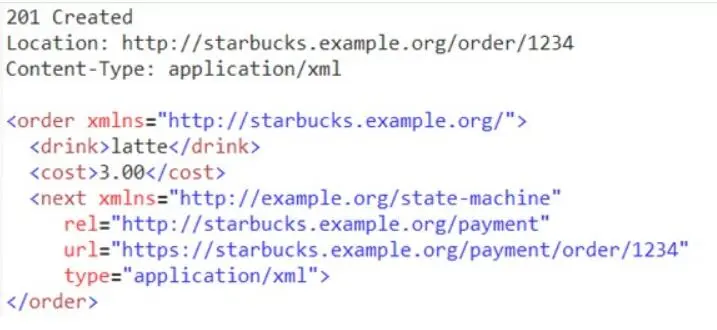 201 Created
Location: http://starbucks.example.org/order/1234
Content-Type: application/xml
<order xmlns="http://starbucks.example.org/">
<drink>latte</drink>
<cost>3.00</cost>
<next xmlns="http://example.org/state-machine"
rel="http://starbucks.example.org/payment"
url="https://starbucks.example.org/payment/order/1234"
type="application/xml">
</order>